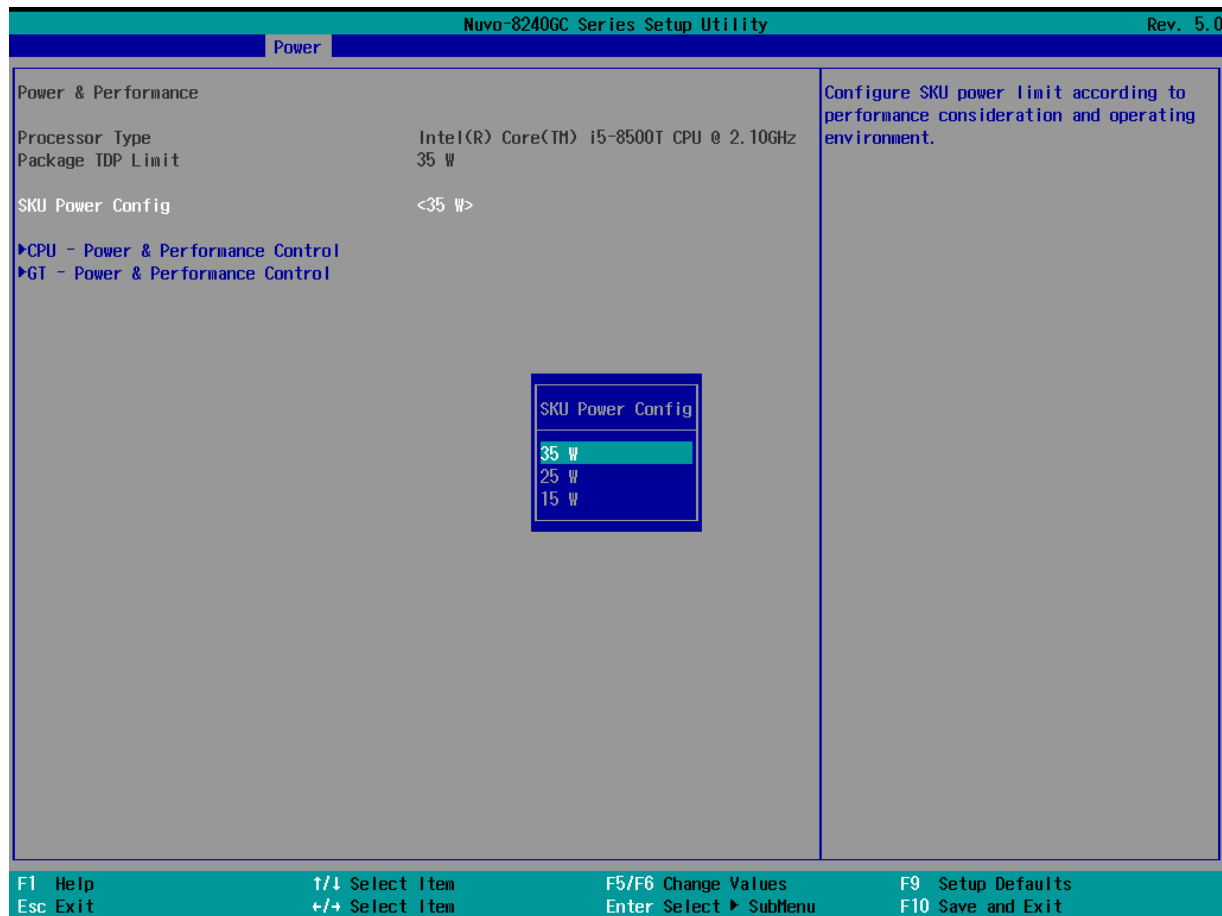 Nuvo-8240GC Series Setup Utility Rev. 5.0
Power
Power & Performance
Processor Type Intel(R) Core(TM) i5-8500T CPU @ 2.10GHz
Package TDP Limit 35 W
SKU Power Config <35 W>
▶CPU - Power & Performance Control
▶GT - Power & Performance Control
Configure SKU power limit according to
performance consideration and operating
environment.
SKU Power Config
35 W
25 W
15 W
F1 Help ↑/↓ Select Item F5/F6 Change Values F9 Setup Defaults
Esc Exit ←/→ Select Item Enter Select ▶ SubMenu F10 Save and Exit